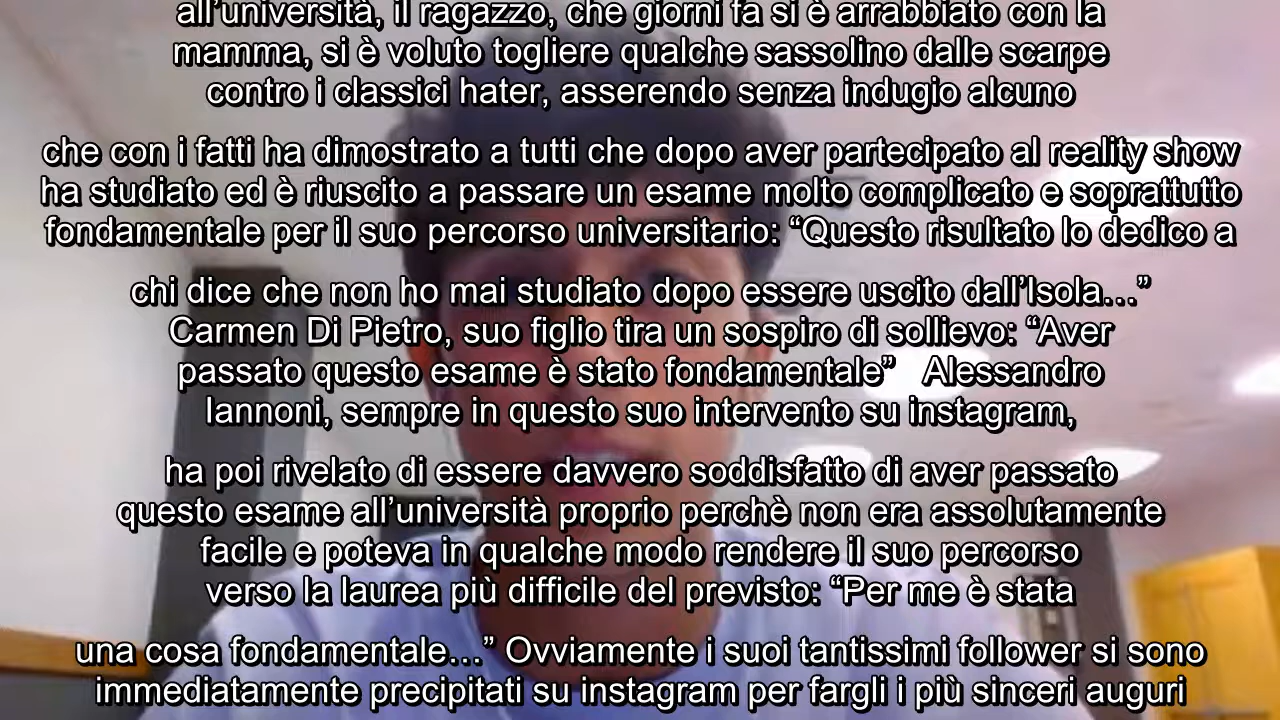 all’università, il ragazzo, che giorni fa si è arrabbiato con la
mamma, si è voluto togliere qualche sassolino dalle scarpe
contro i classici hater, asserendo senza indugio alcuno
che con i fatti ha dimostrato a tutti che dopo aver partecipato al reality show
ha studiato ed è riuscito a passare un esame molto complicato e soprattutto
fondamentale per il suo percorso universitario: “Questo risultato lo dedico a
chi dice che non ho mai studiato dopo essere uscito dall’Isola…”
Carmen Di Pietro, suo figlio tira un sospiro di sollievo: “Aver
passato questo esame è stato fondamentale” Alessandro
Iannoni, sempre in questo suo intervento su instagram,
ha poi rivelato di essere davvero soddisfatto di aver passato
questo esame all’università proprio perchè non era assolutamente
facile e poteva in qualche modo rendere il suo percorso
verso la laurea più difficile del previsto: “Per me è stata
una cosa fondamentale…” Ovviamente i suoi tantissimi follower si sono
immediatamente precipitati su instagram per fargli i più sinceri auguri